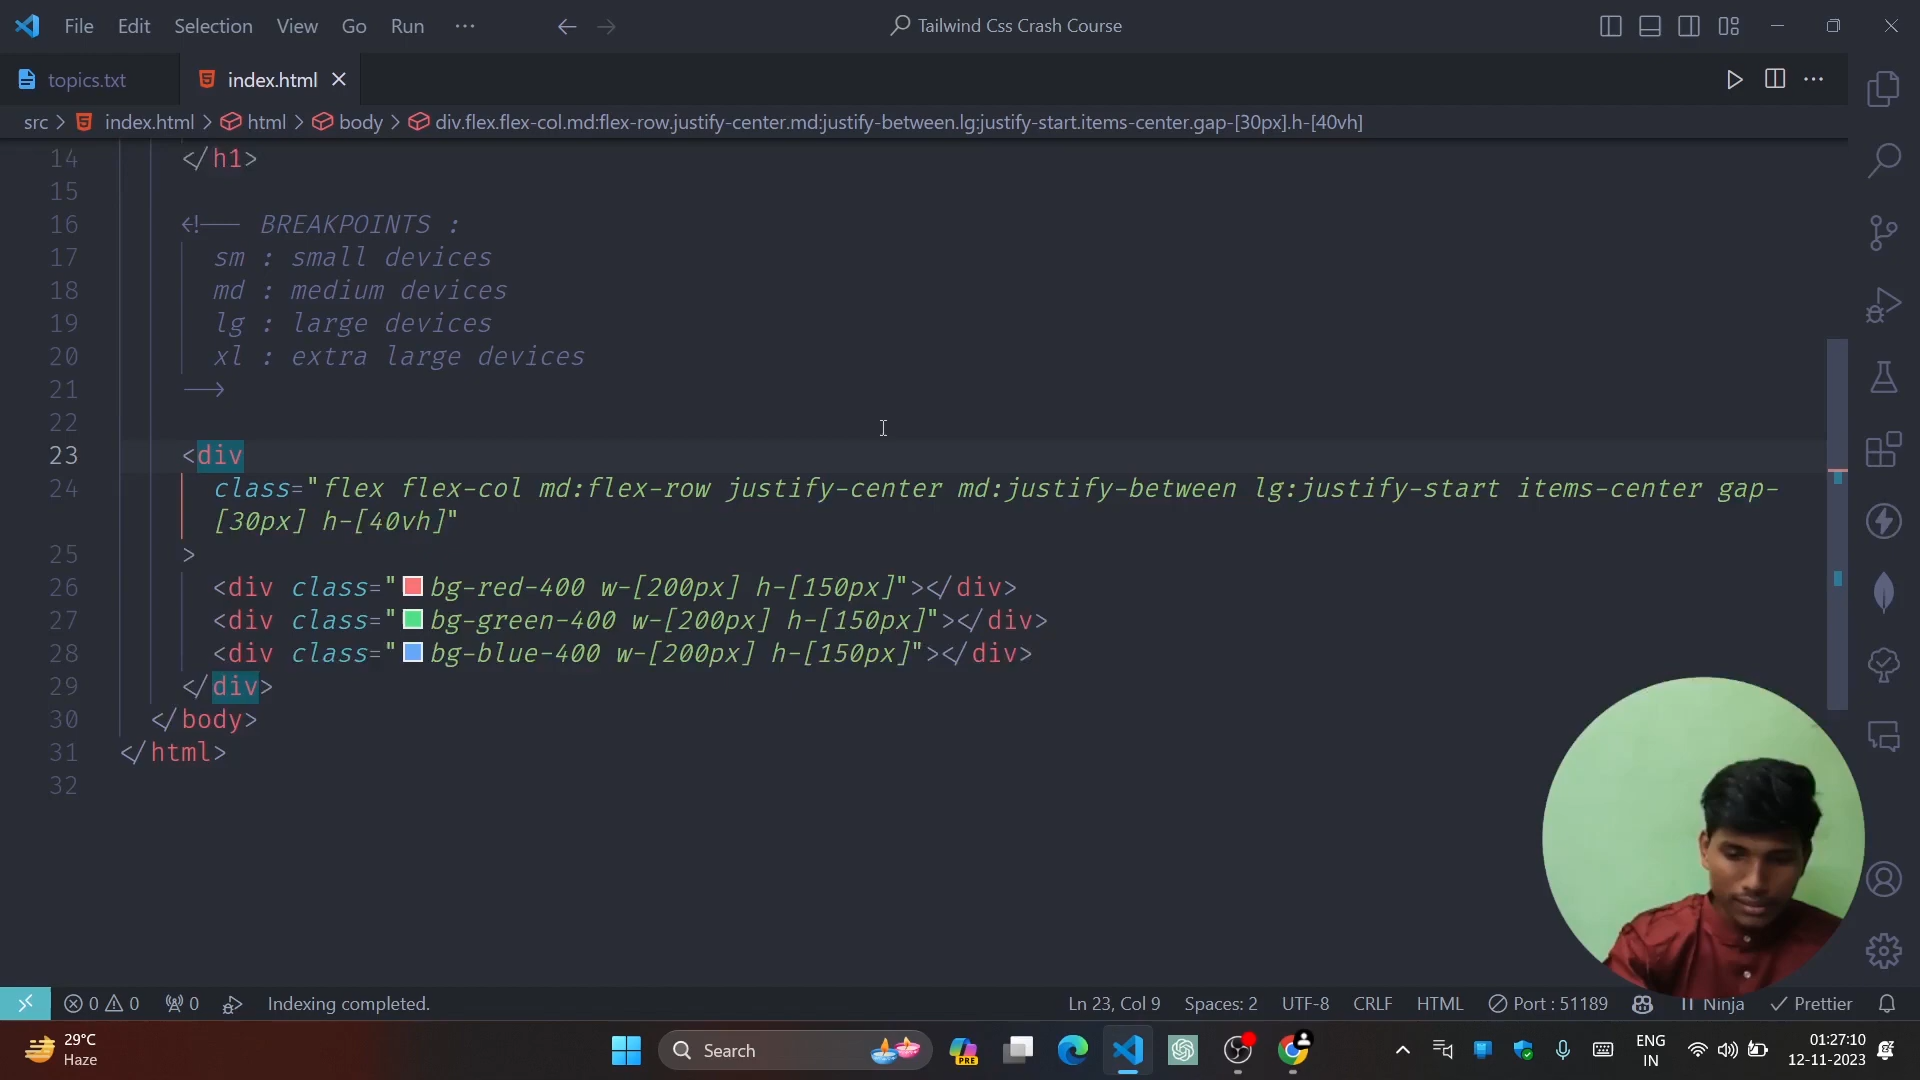 File Edit Selection View Go Run ··· Tailwind Css Crash Course
topics.txt index.html
src > index.html > html > body > div.flex.flex-col.md:flex-row.justify-center.md:justify-between.lg:justify-start.items-center.gap-[30px].h-[40vh]
14 </h1>
15
16 <!-- BREAKPOINTS :
17 sm : small devices
18 md : medium devices
19 lg : large devices
20 xl : extra large devices
21 -->
22
23 <div
24 class="flex flex-col md:flex-row justify-center md:justify-between lg:justify-start items-center gap-
[30px] h-[40vh]"
25 >
26 <div class="bg-red-400 w-[200px] h-[150px]"></div>
27 <div class="bg-green-400 w-[200px] h-[150px]"></div>
28 <div class="bg-blue-400 w-[200px] h-[150px]"></div>
29 </div>
30 </body>
31 </html>
32
0 0 0 Indexing completed. Ln 23, Col 9 Spaces: 2 UTF-8 CRLF HTML Port : 51189 Ninja Prettier
29°C
Haze
Search
PRE
ENG
IN
01:27:10
12-11-2023